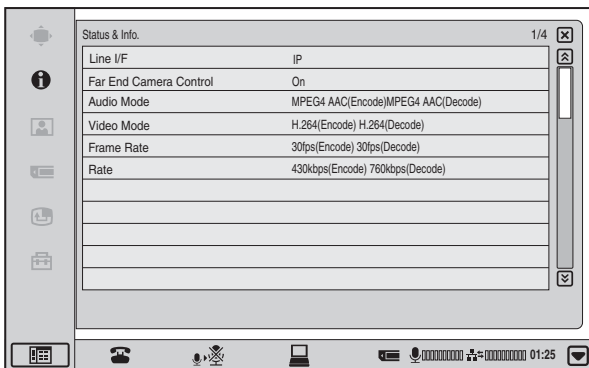 Status & Info. 1/4
Line I/F IP
Far End Camera Control On
Audio Mode MPEG4 AAC(Encode)MPEG4 AAC(Decode)
Video Mode H.264(Encode) H.264(Decode)
Frame Rate 30fps(Encode) 30fps(Decode)
Rate 430kbps(Encode) 760kbps(Decode)
01:25